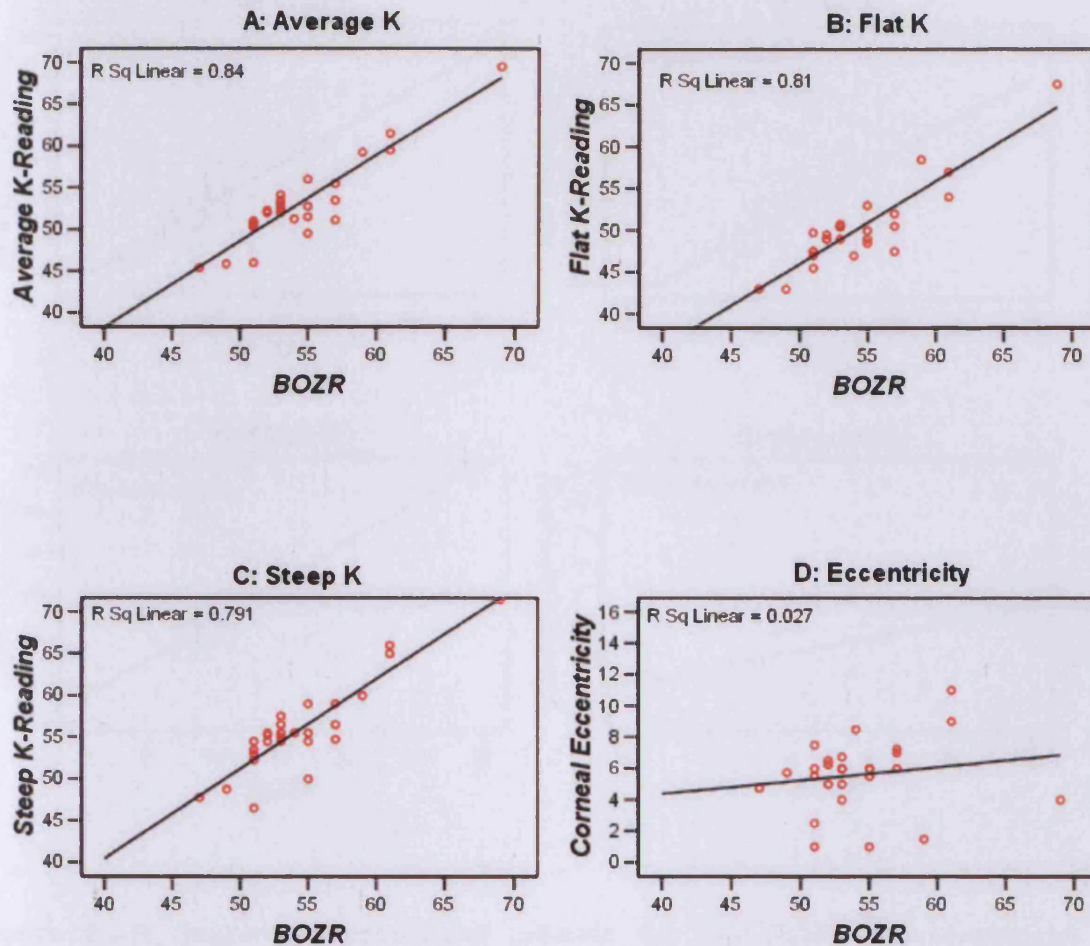 A: Average K
R Sq Linear = 0.84
Average K-Reading
70
65
60
55
50
45
40
40 45 50 55 60 65 70
BOZR
B: Flat K
R Sq Linear = 0.81
Flat K-Reading
70
65
60
55
50
45
40
40 45 50 55 60 65 70
BOZR
C: Steep K
R Sq Linear = 0.791
Steep K-Reading
70
65
60
55
50
45
40
40 45 50 55 60 65 70
BOZR
D: Eccentricity
R Sq Linear = 0.027
Corneal Eccentricity
16
14
12
10
8
6
4
2
0
40 45 50 55 60 65 70
BOZR